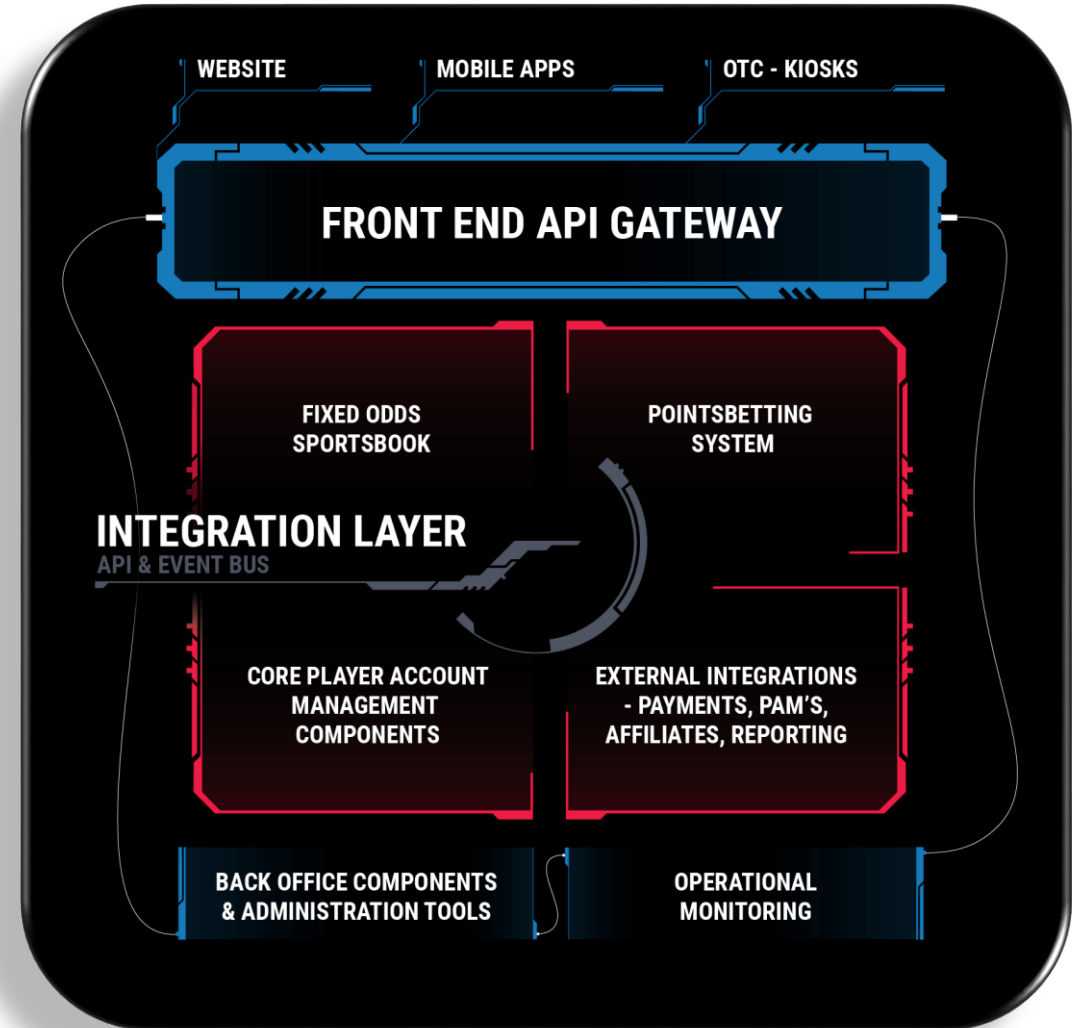 WEBSITE
MOBILE APPS
OTC - KIOSKS
FRONT END API GATEWAY
FIXED ODDS
SPORTSBOOK
POINTSBETTING
SYSTEM
INTEGRATION LAYER
API & EVENT BUS
CORE PLAYER ACCOUNT
MANAGEMENT
COMPONENTS
EXTERNAL INTEGRATIONS
- PAYMENTS, PAM'S,
AFFILIATES, REPORTING
BACK OFFICE COMPONENTS
& ADMINISTRATION TOOLS
OPERATIONAL
MONITORING